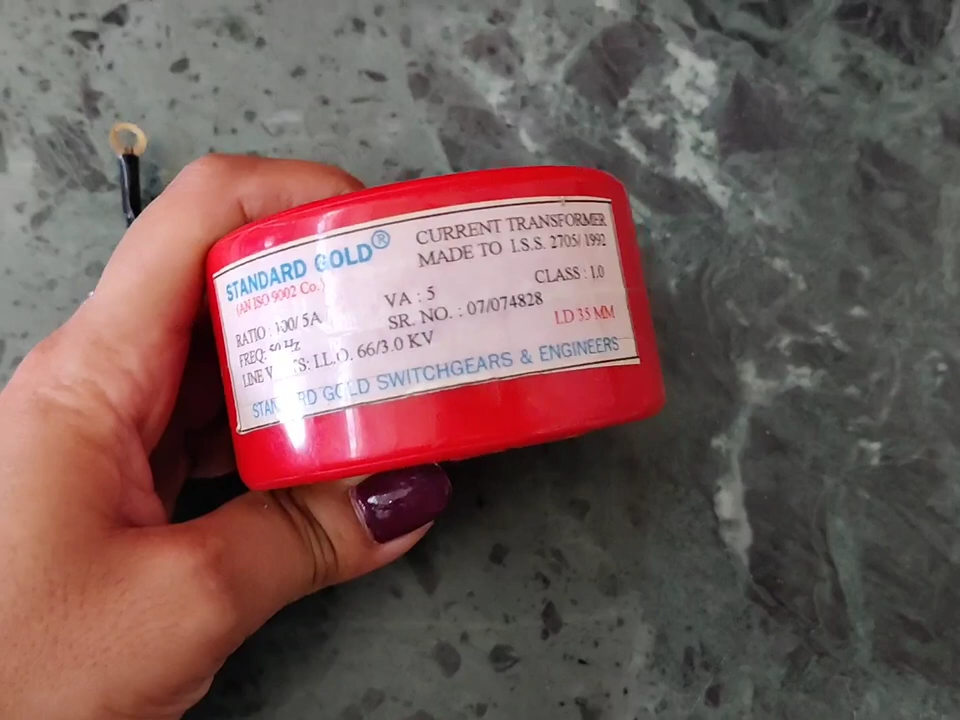 STANDARD GOLD®
(AN ISO 9002 Co.)
CURRENT TRANSFORMER
MADE TO I.S.S. 2705/ 1992
RATIO : 100/ 5A
VA : 5
CLASS : 1.0
FREQ: 50 Hz
SR. NO. : 07/074828
I.D 35 MM
LINE : LL.O. 66/3.0 KV
STANDARD GOLD SWITCHGEARS & ENGINEERS